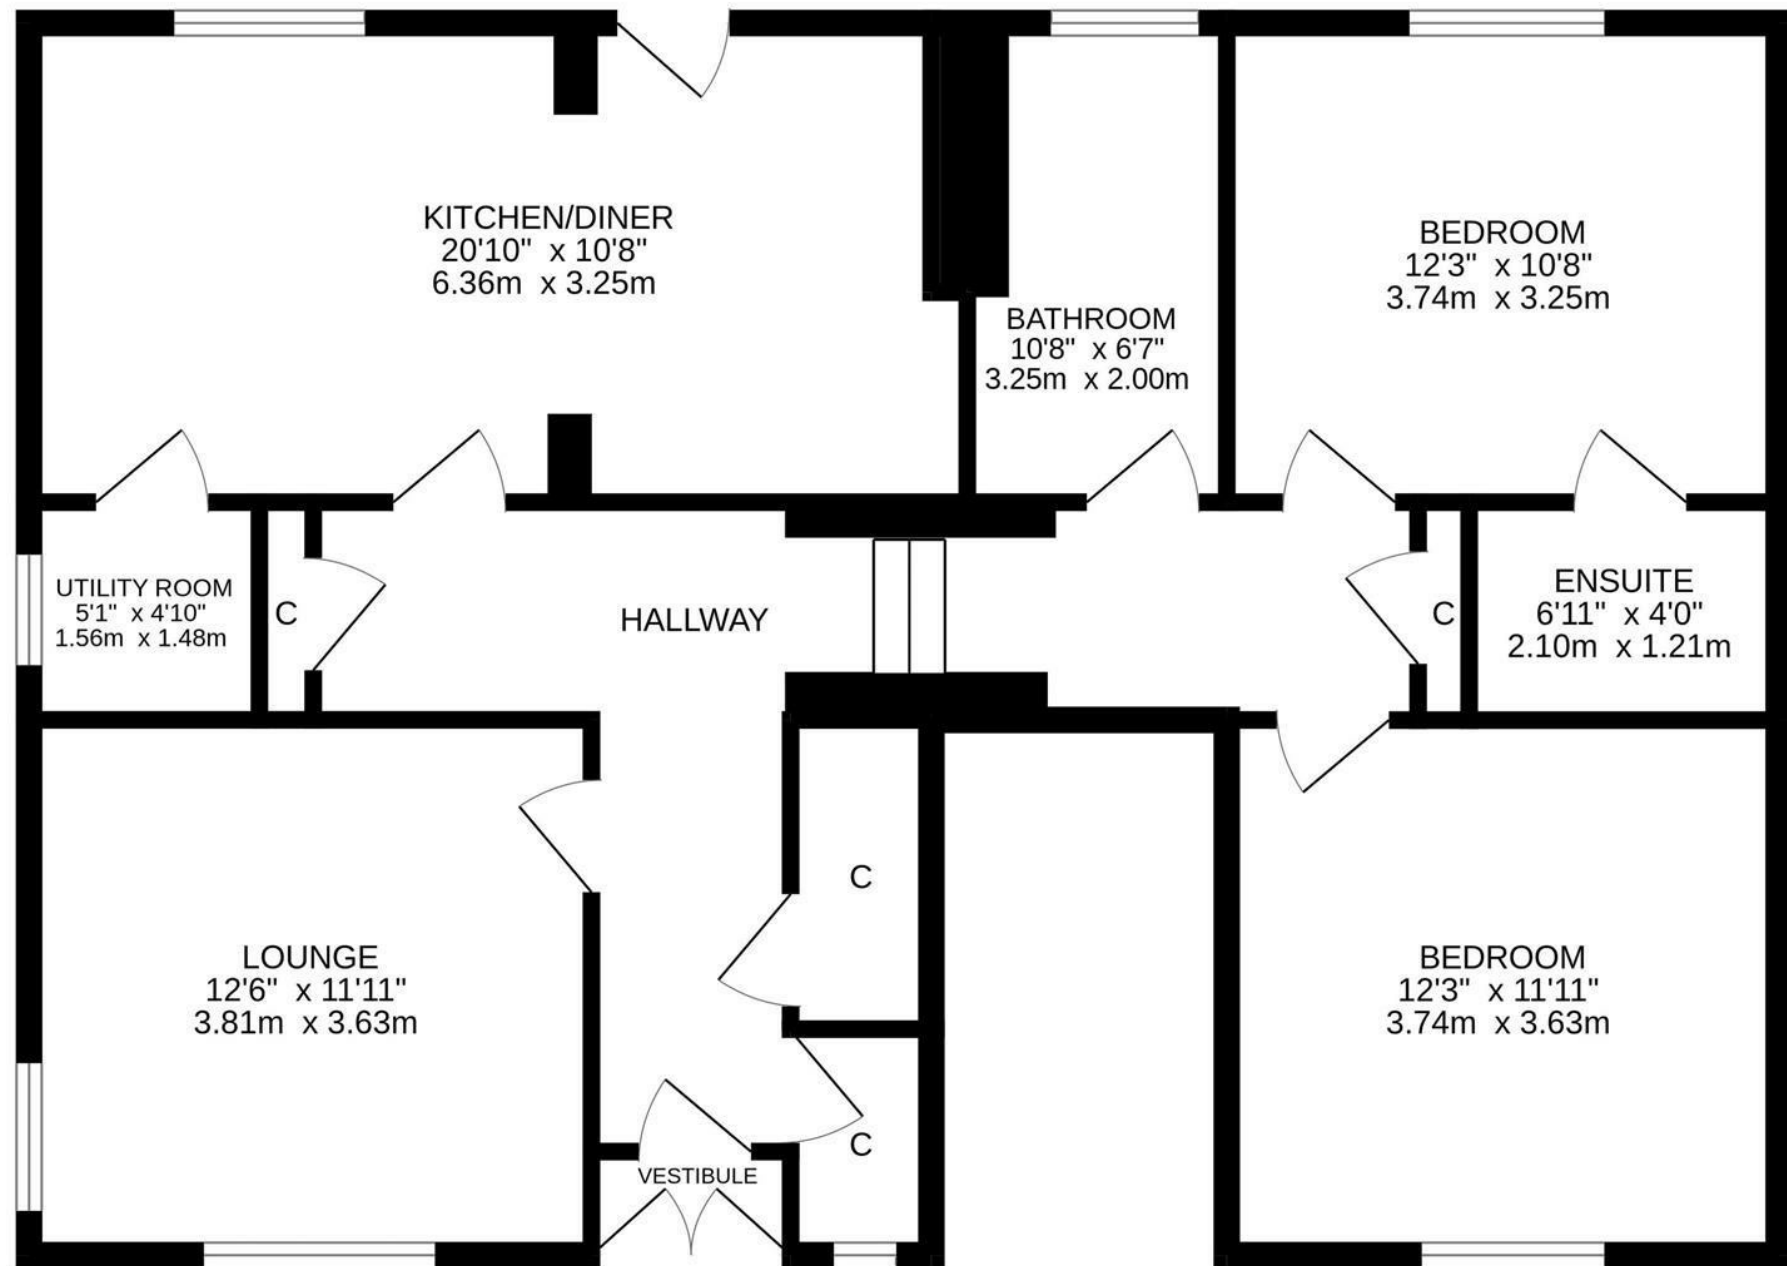 KITCHEN/DINER
20'10" x 10'8"
6.36m x 3.25m
BATHROOM
10'8" x 6'7"
3.25m x 2.00m
BEDROOM
12'3" x 10'8"
3.74m x 3.25m
UTILITY ROOM
5'1" x 4'10"
1.56m x 1.48m
C
HALLWAY
C
ENSUITE
6'11" x 4'0"
2.10m x 1.21m
LOUNGE
12'6" x 11'11"
3.81m x 3.63m
C
BEDROOM
12'3" x 11'11"
3.74m x 3.63m
C
VESTIBULE